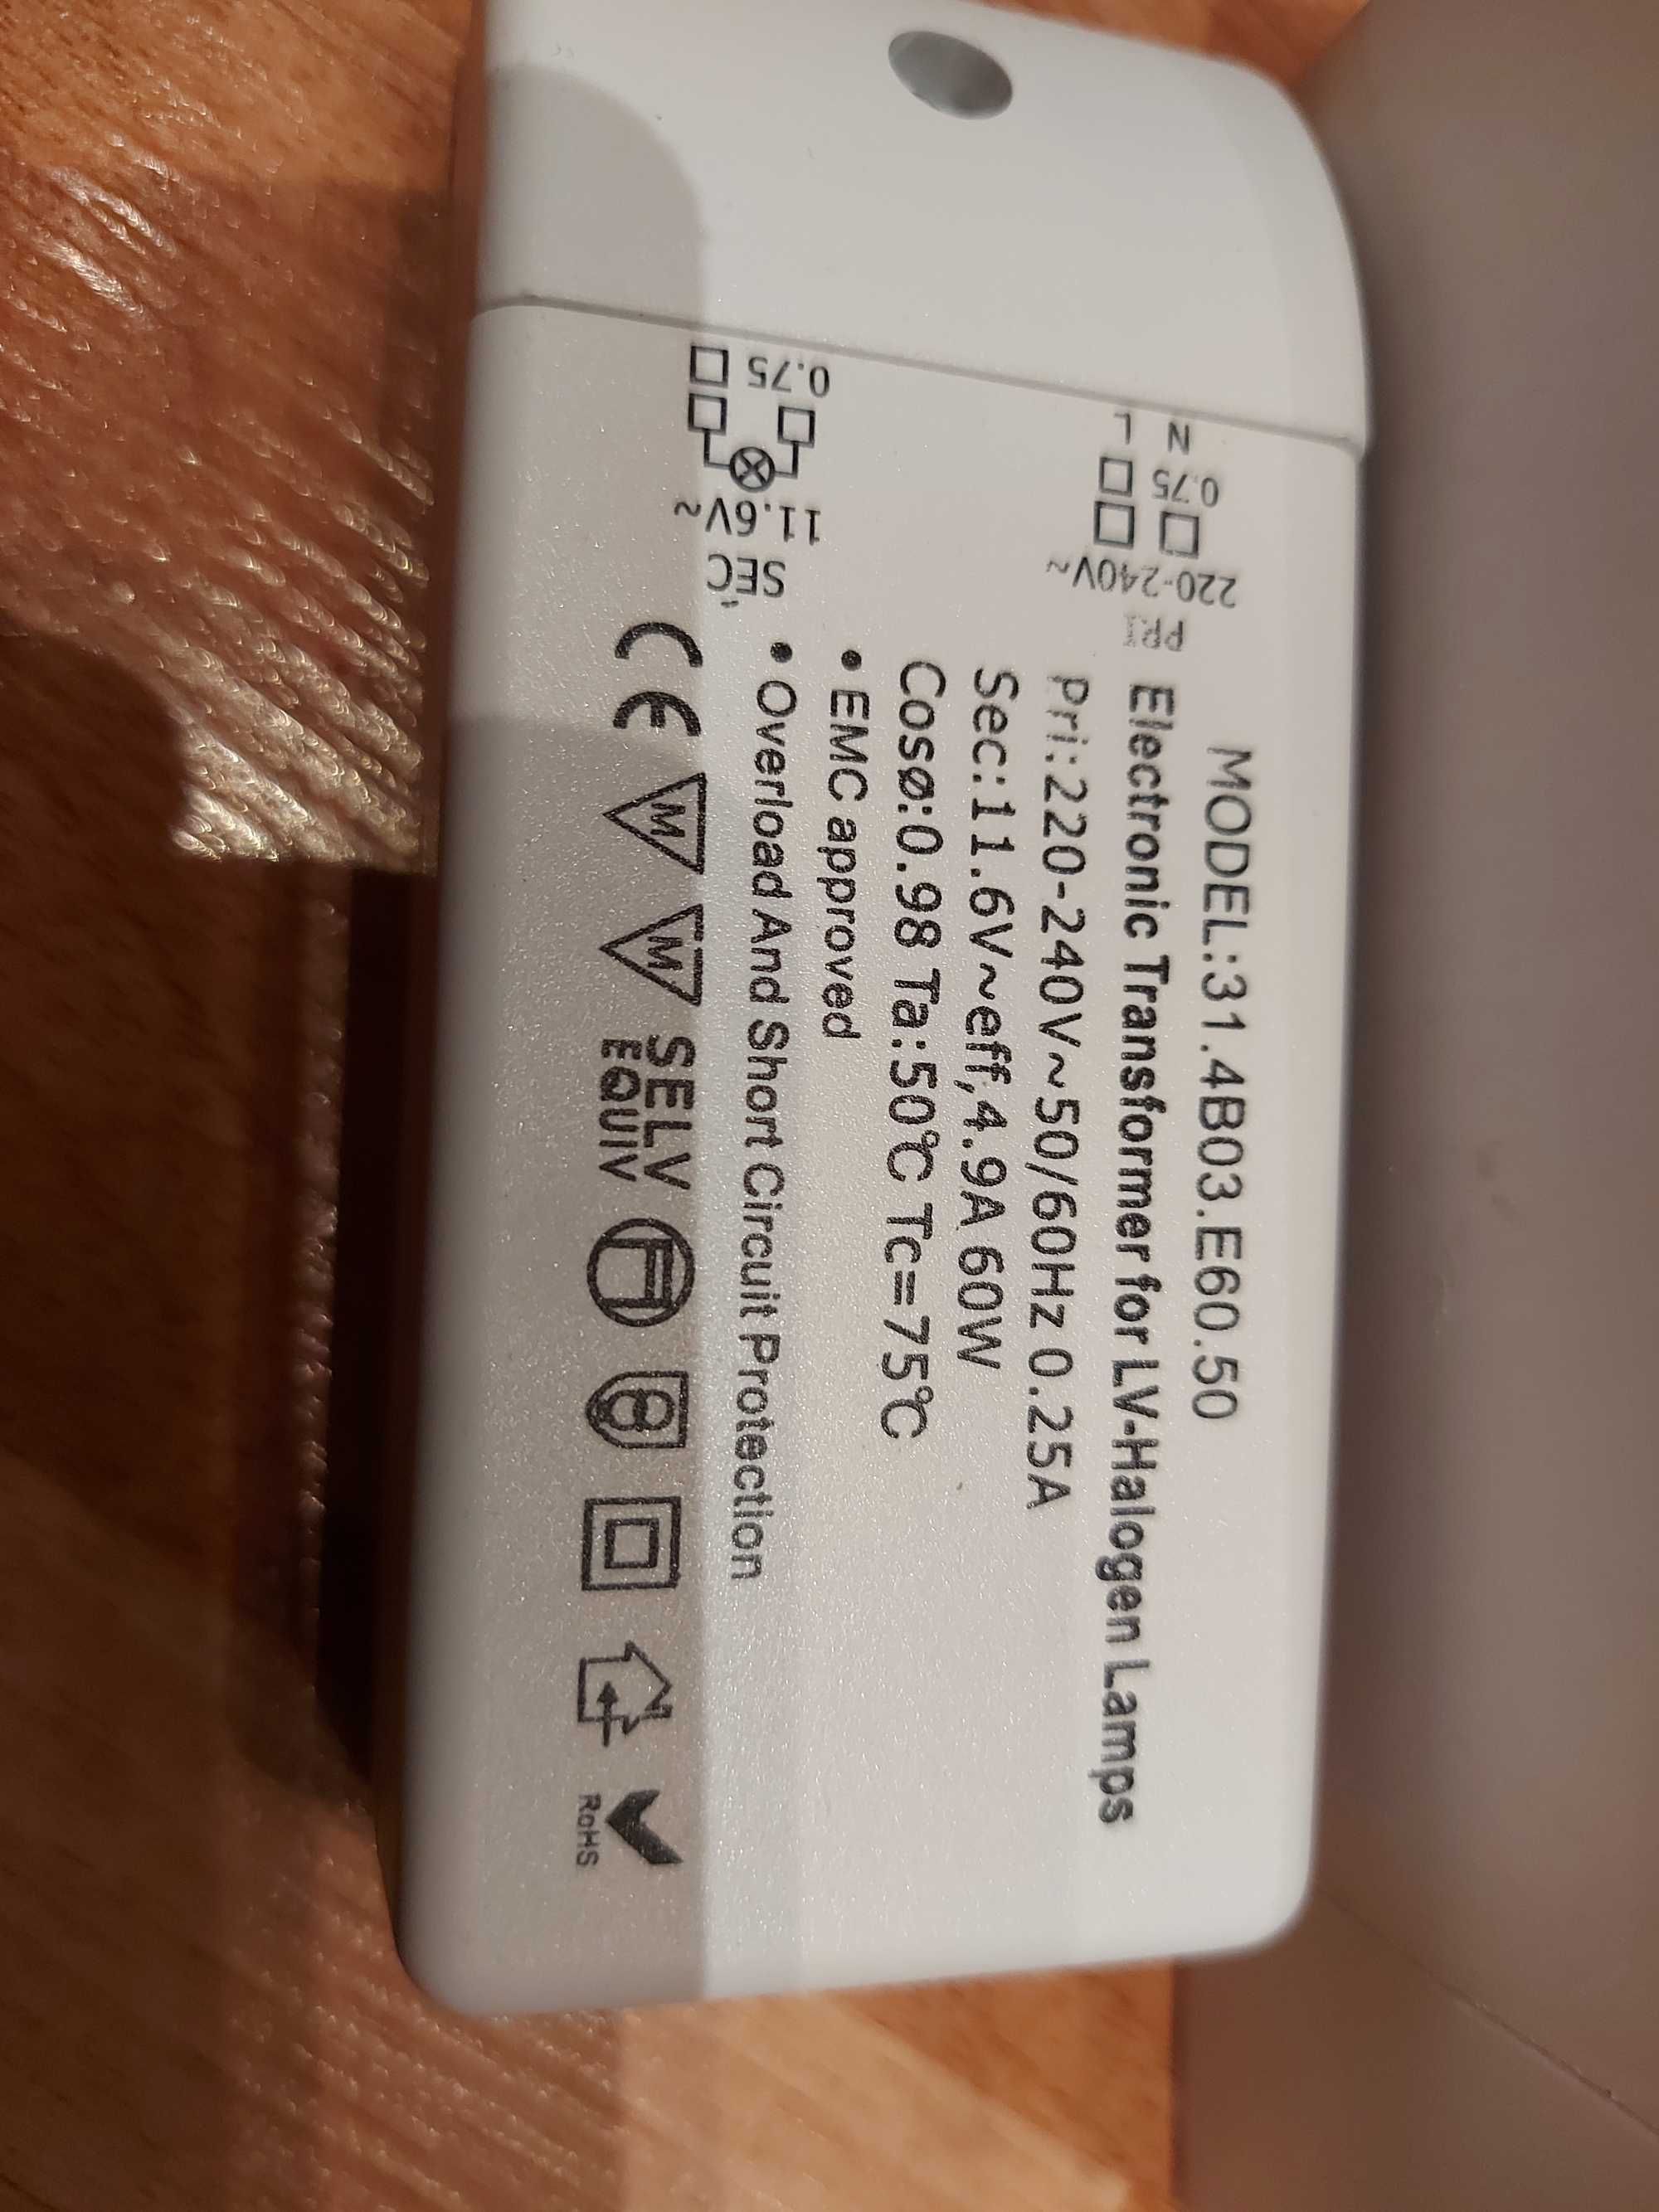 MODEL:31.4B03.E60.50
Electronic Transformer for LV-Halogen Lamps
Pri:220-240V~50/60Hz 0.25A
Sec:11.6V~eff,4.9A 60W
Cosø:0.98 Ta:50℃ Tc=75℃
• EMC approved
• Overload And Short Circuit Protection
CE M M SELV
EQUIV
RoHS
PRI
220-240V~
0.75
N
L
SEC
11.6V~
0.75